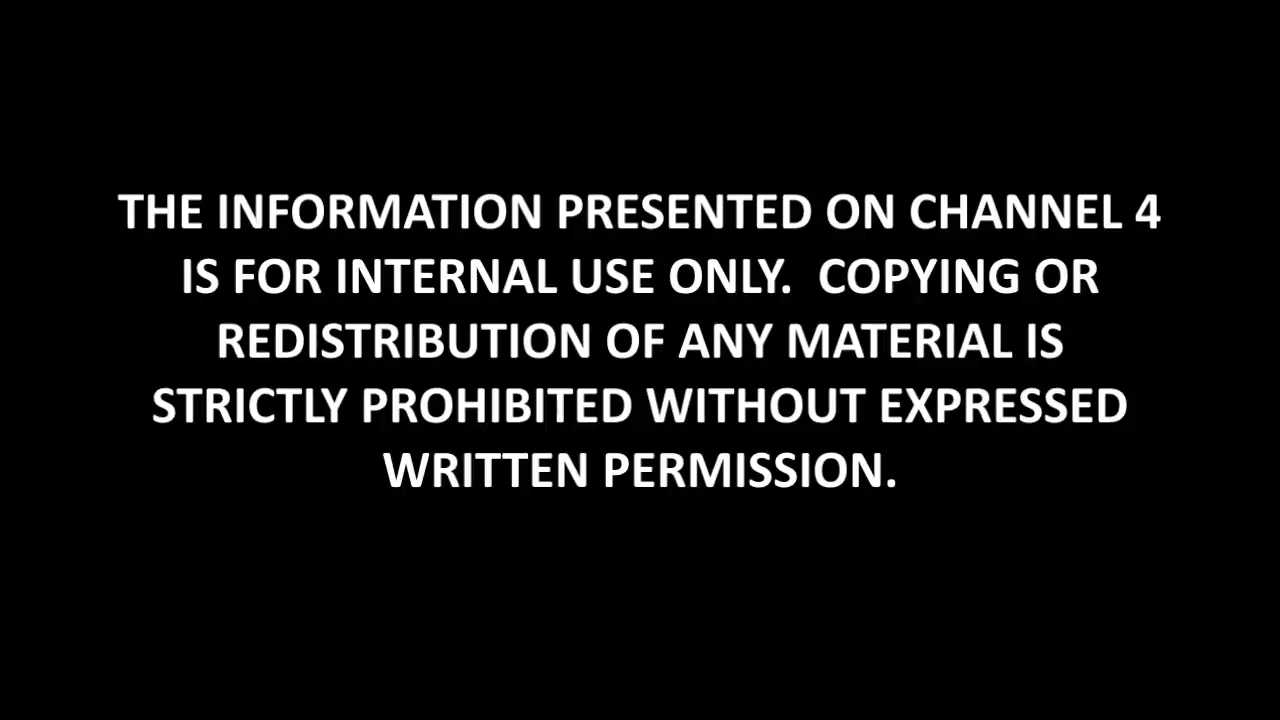 THE INFORMATION PRESENTED ON CHANNEL 4
IS FOR INTERNAL USE ONLY.  COPYING OR
REDISTRIBUTION OF ANY MATERIAL IS
STRICTLY PROHIBITED WITHOUT EXPRESSED
WRITTEN PERMISSION.